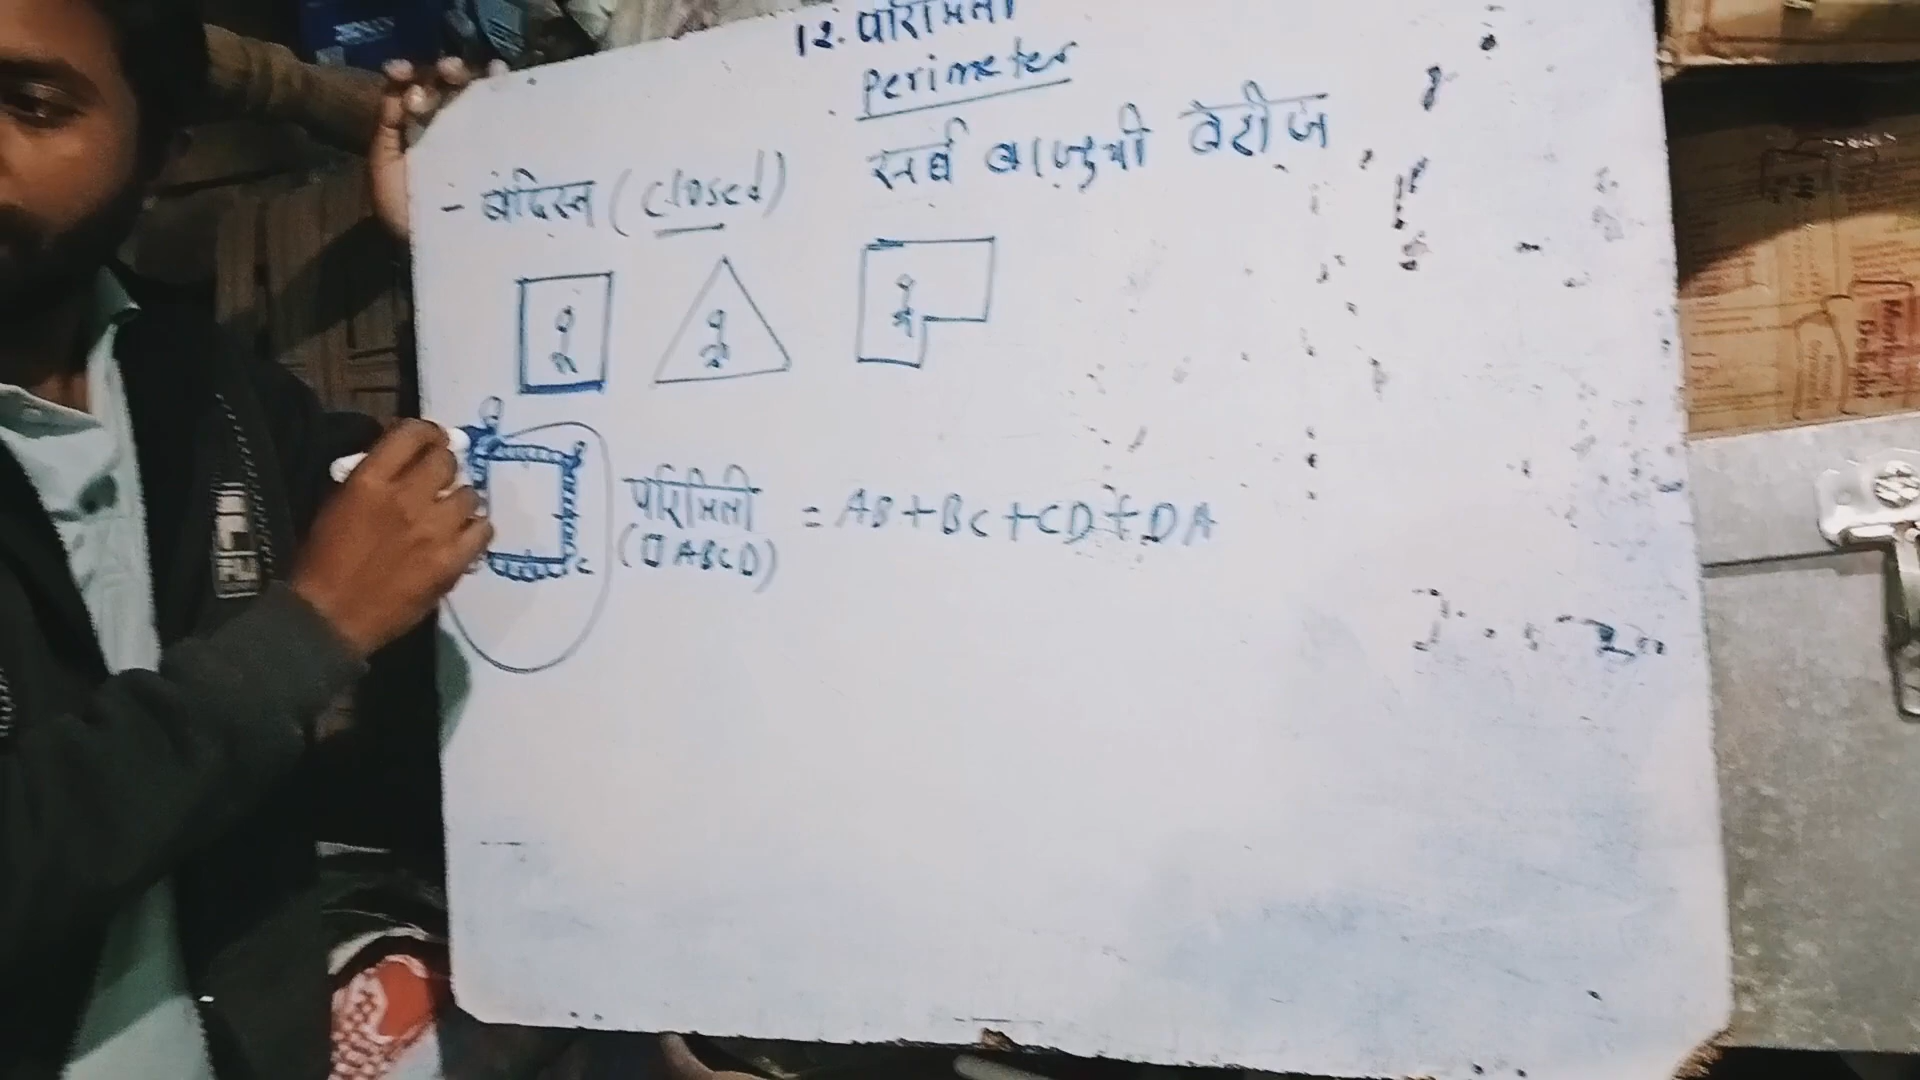 12. परिमिती
Perimeter
सर्व बाजूची बेरीज
- बंदिस्त (closed)
परिमिती = AB+BC+CD+DA
(□ABCD)
C